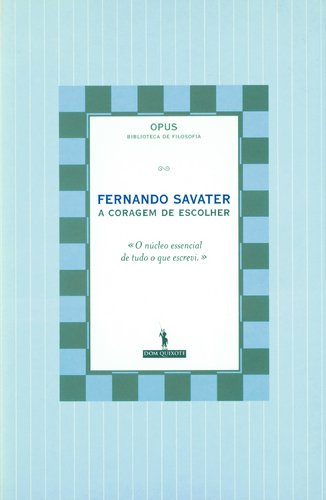 OPUS
BIBLIOTECA DE FILOSOFIA
FERNANDO SAVATER
A CORAGEM DE ESCOLHER
«O núcleo essencial
de tudo o que escrevi.»
DOM QUIXOTE